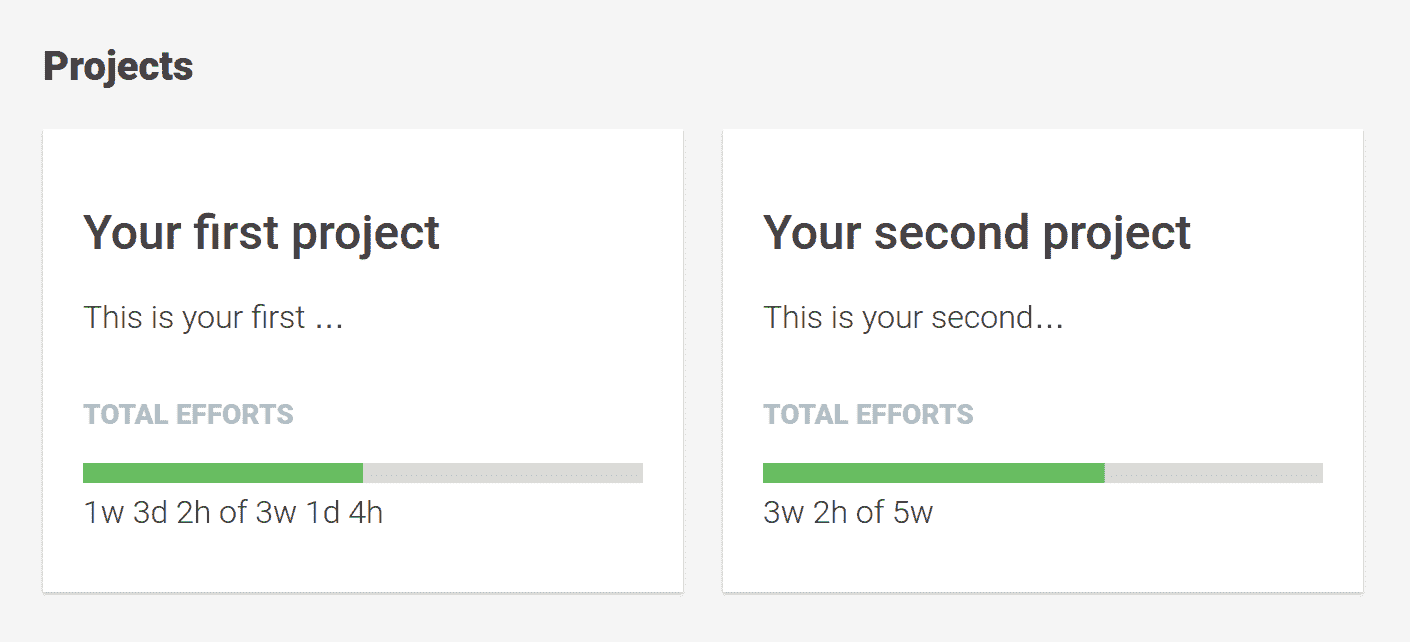 Projects
Your first project
This is your first …
TOTAL EFFORTS
1w 3d 2h of 3w 1d 4h
Your second project
This is your second…
TOTAL EFFORTS
3w 2h of 5w